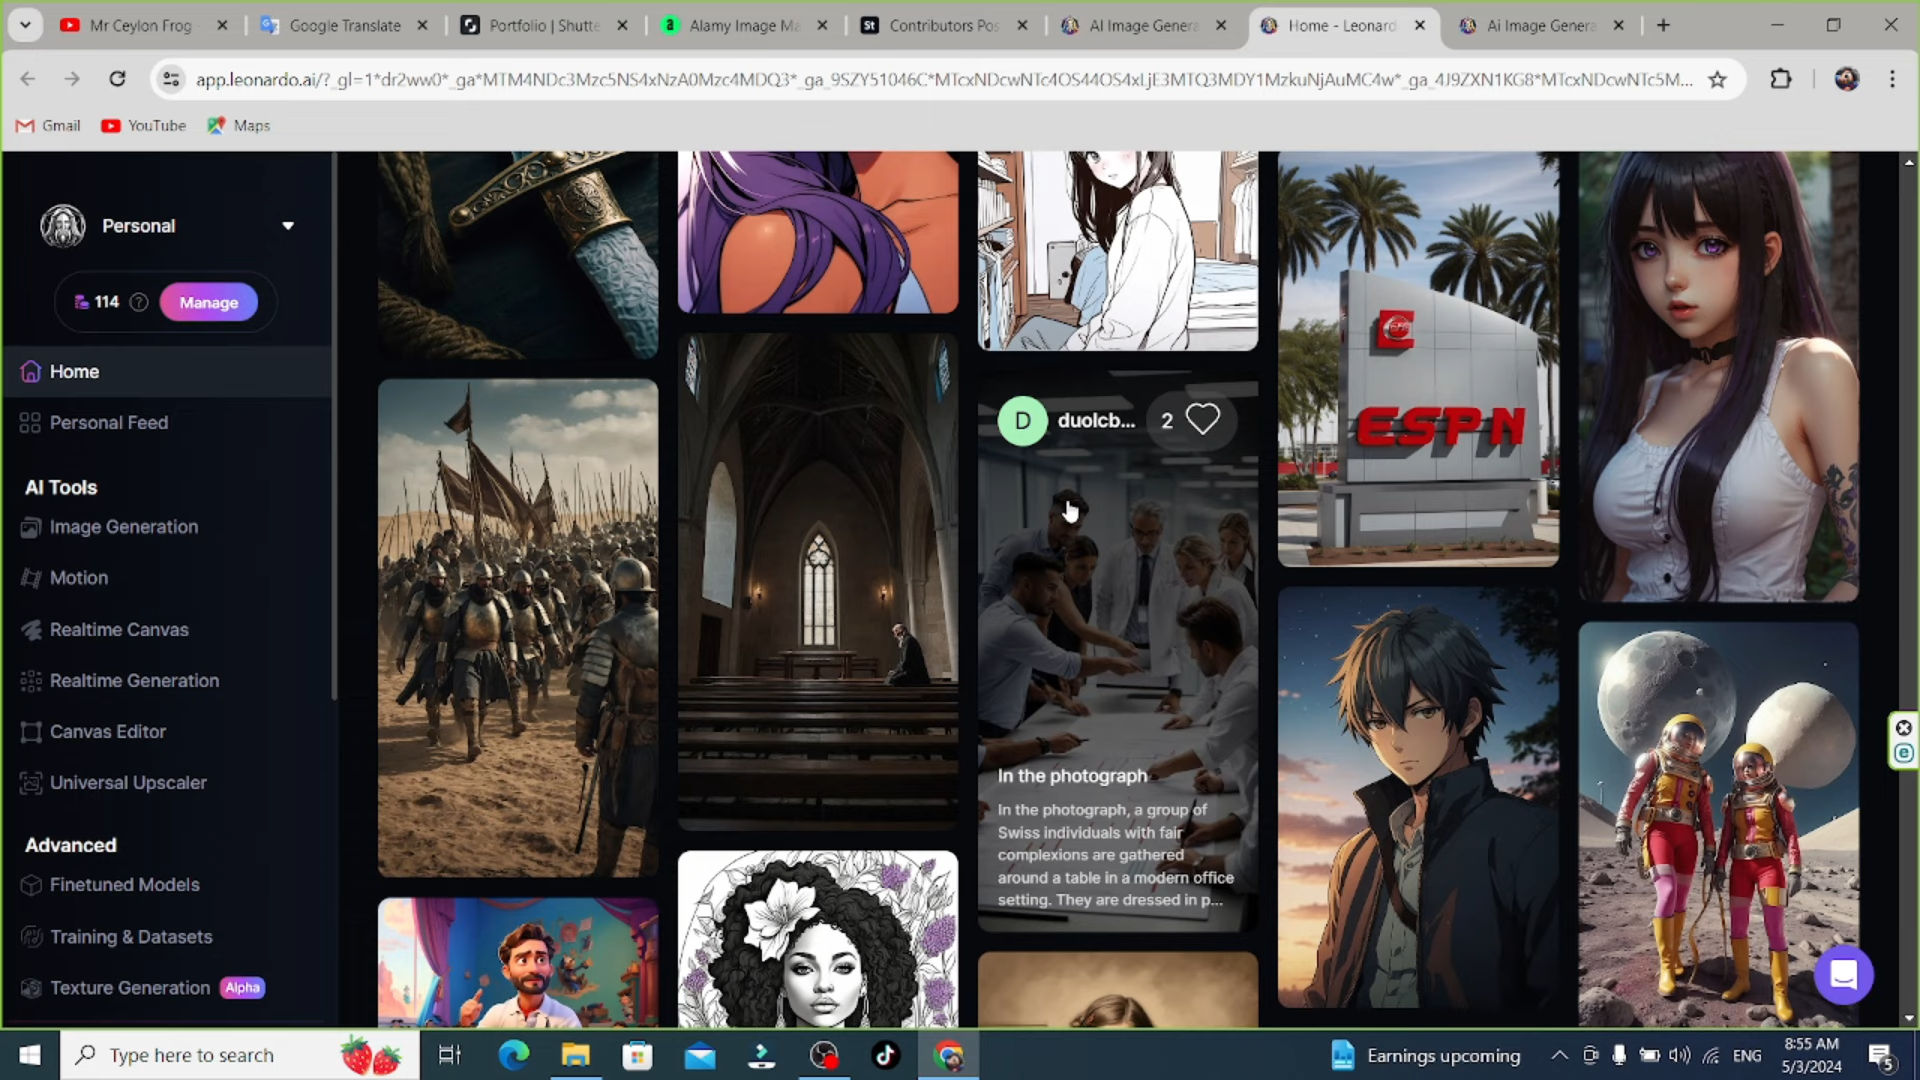 Mr Ceylon Frog
Google Translate
Portfolio | Shutte
Alamy Image Ma
Contributors Pos
AI Image Genera
Home - Leonard
Ai Image Genera
app.leonardo.ai/?_gl=1*dr2ww0*_ga*MTM4NDc3Mzc5NS4xNzA0Mzc4MDQ3*_ga_9SZY51046C*MTcxNDcwNTc4OS44OS4xLjE3MTQ3MDY1MzkuNjAuMC4w*_ga_4J9ZXN1KG8*MTcxNDcwNTc5M...
Gmail
YouTube
Maps
Personal
114
Manage
Home
Personal Feed
AI Tools
Image Generation
Motion
Realtime Canvas
Realtime Generation
Canvas Editor
Universal Upscaler
Advanced
Finetuned Models
Training & Datasets
Texture Generation Alpha
D duolcb... 2
In the photograph
In the photograph, a group of
Swiss individuals with fair
complexions are gathered
around a table in a modern office
setting. They are dressed in p...
ESPN
Type here to search
Earnings upcoming
ENG
8:55 AM
5/3/2024
5